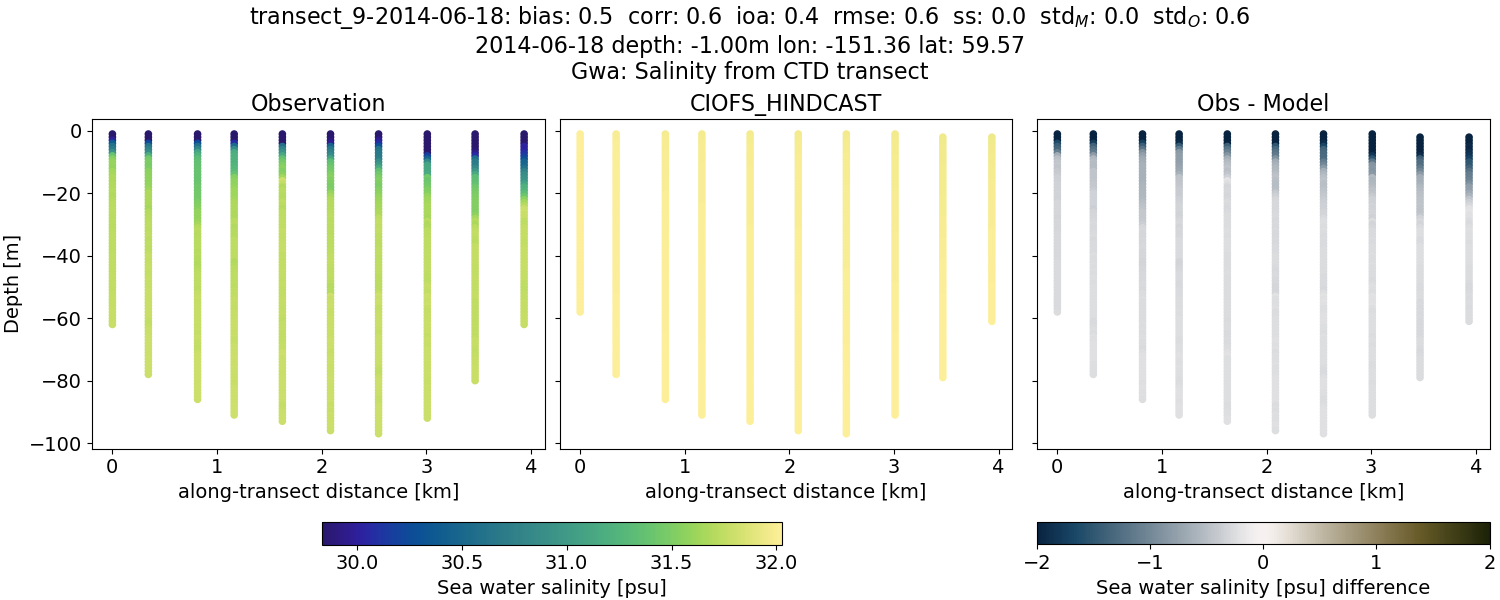 transect_9-2014-06-18: bias: 0.5 corr: 0.6 ioa: 0.4 rmse: 0.6 ss: 0.0 std_M: 0.0 std_O: 0.6
2014-06-18 depth: -1.00m lon: -151.36 lat: 59.57
Gwa: Salinity from CTD transect
Observation
CIOFS_HINDCAST
Obs - Model
Depth [m]
0
−20
−40
−60
−80
−100
0 1 2 3 4
0 1 2 3 4
0 1 2 3 4
along-transect distance [km]
along-transect distance [km]
along-transect distance [km]
30.0 30.5 31.0 31.5 32.0
Sea water salinity [psu]
−2 −1 0 1 2
Sea water salinity [psu] difference